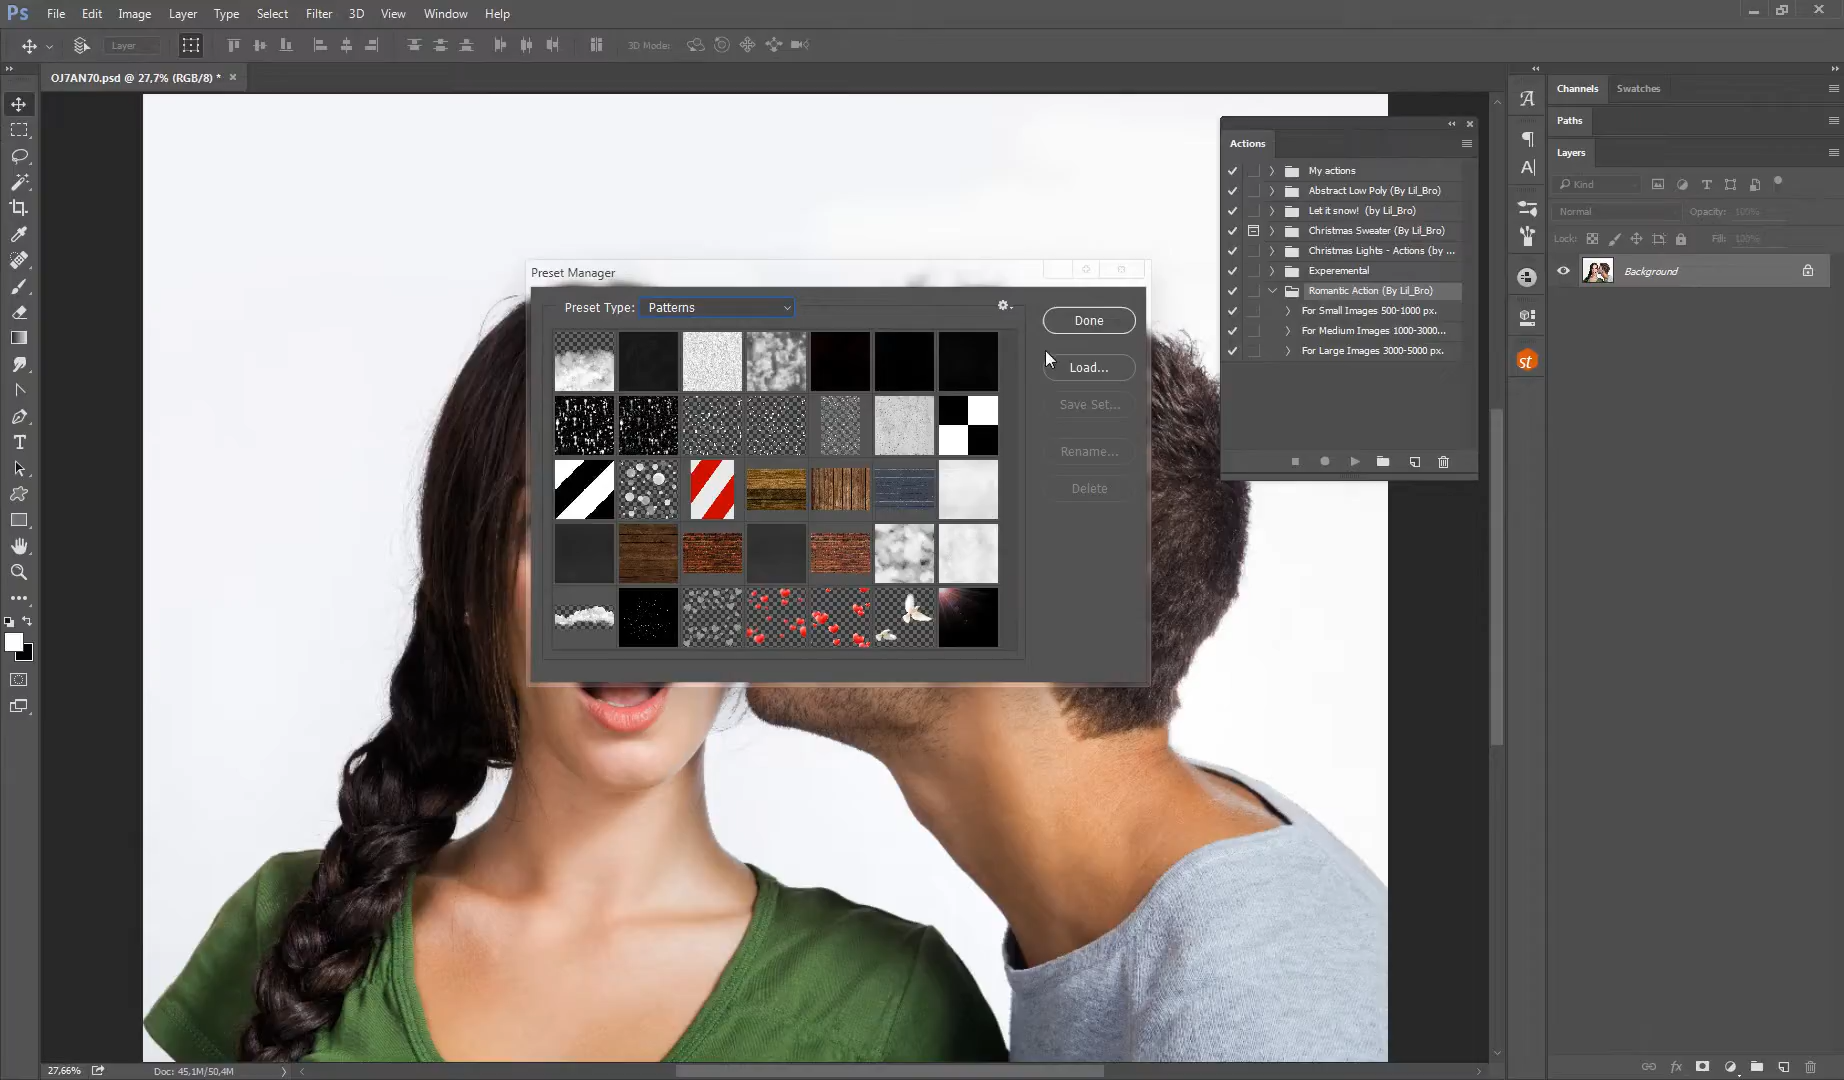 Ps File Edit Image Layer Type Select Filter 3D View Window Help
Layer 3D Mode:
OJ7AN70.psd @ 27,7% (RGB/8) *
Channels Swatches
Paths
Layers
Kind
Normal Opacity: 100%
Lock: Fill: 100%
Background
Actions
My actions
Abstract Low Poly (By Lil_Bro)
Let it snow! (by Lil_Bro)
Christmas Sweater (By Lil_Bro)
Christmas Lights - Actions (by ...
Experemental
Romantic Action (By Lil_Bro)
For Small Images 500-1000 px.
For Medium Images 1000-3000...
For Large Images 3000-5000 px.
Preset Manager
Preset Type: Patterns
Done
Load...
Save Set...
Rename...
Delete
st
27,66% Doc: 45,1M/50,4M
fx